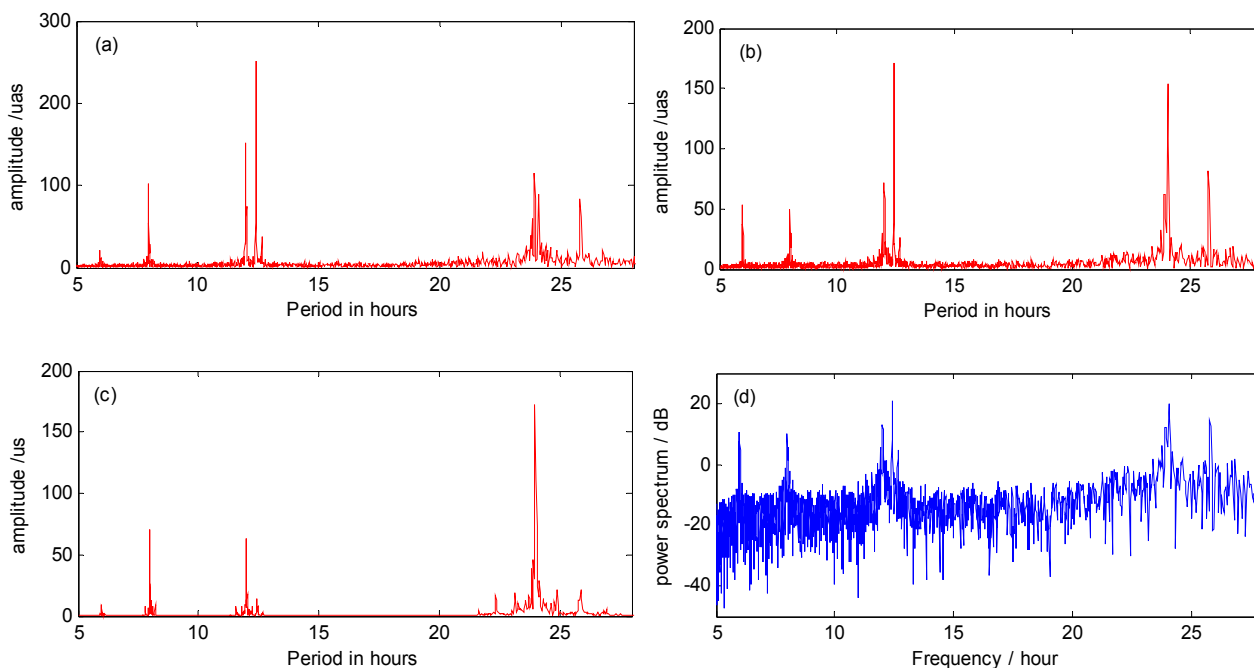 (a)
amplitude /uas
300
200
100
0
5 10 15 20 25
Period in hours
(b)
amplitude /uas
200
150
100
50
0
5 10 15 20 25
Period in hours
(c)
amplitude /us
200
150
100
50
0
5 10 15 20 25
Period in hours
(d)
power spectrum / dB
20
0
-20
-40
5 10 15 20 25
Frequency / hour